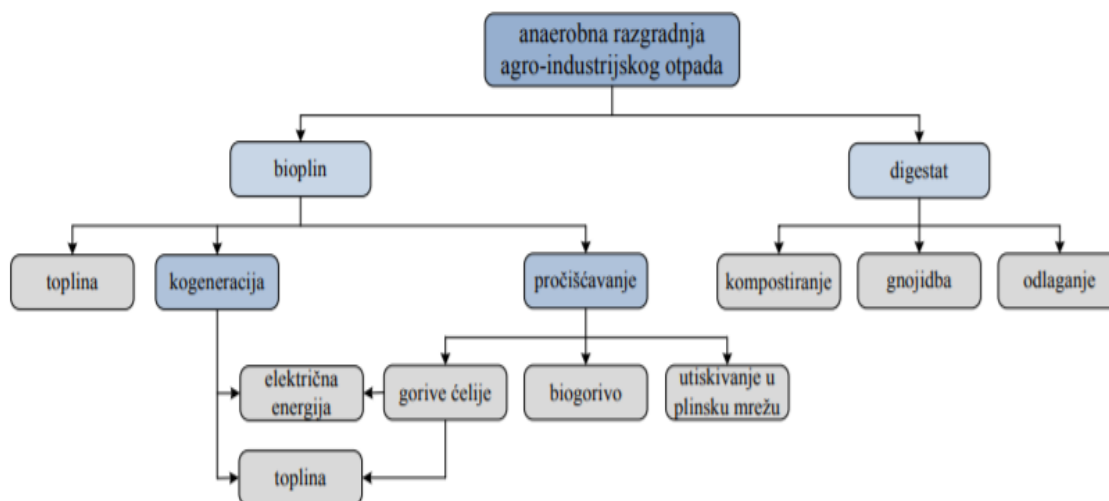 anaerobna razgradnja
agro-industrijskog otpada
bioplin
digestat
toplina
kogeneracija
pročišćavanje
kompostiranje
gnojidba
odlaganje
električna
energija
gorive ćelije
biogorivo
utiskivanje u
plinsku mrežu
toplina